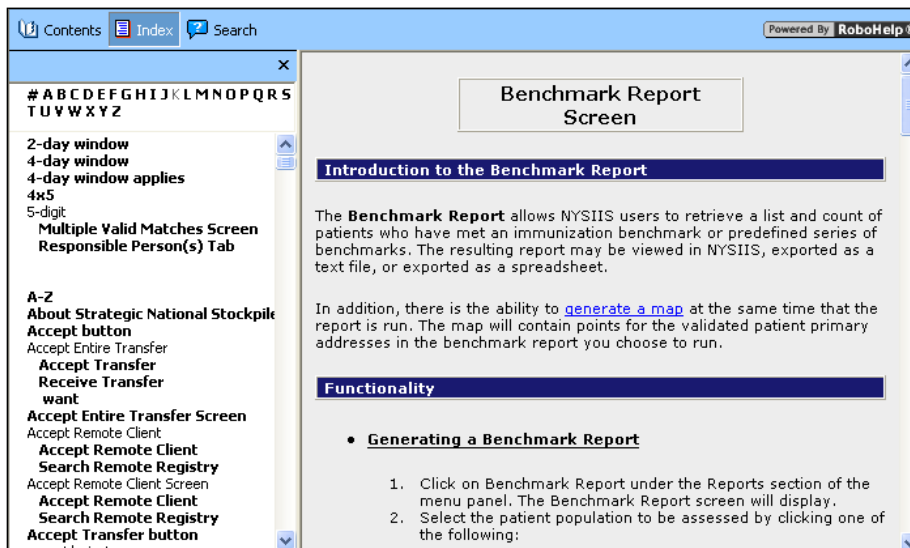 Contents Index Search
Powered By RoboHelp
# A B C D E F G H I J K L M N O P Q R S
T U V W X Y Z
2-day window
4-day window
4-day window applies
4x5
5-digit
Multiple Valid Matches Screen
Responsible Person(s) Tab
A-Z
About Strategic National Stockpile
Accept button
Accept Entire Transfer
Accept Transfer
Receive Transfer
want
Accept Entire Transfer Screen
Accept Remote Client
Accept Remote Client
Search Remote Registry
Accept Remote Client Screen
Accept Remote Client
Search Remote Registry
Accept Transfer button
Benchmark Report
Screen
Introduction to the Benchmark Report
The Benchmark Report allows NYSIIS users to retrieve a list and count of
patients who have met an immunization benchmark or predefined series of
benchmarks. The resulting report may be viewed in NYSIIS, exported as a
text file, or exported as a spreadsheet.
In addition, there is the ability to generate a map at the same time that the
report is run. The map will contain points for the validated patient primary
addresses in the benchmark report you choose to run.
Functionality
• Generating a Benchmark Report
1. Click on Benchmark Report under the Reports section of the
menu panel. The Benchmark Report screen will display.
2. Select the patient population to be assessed by clicking one of
the following: